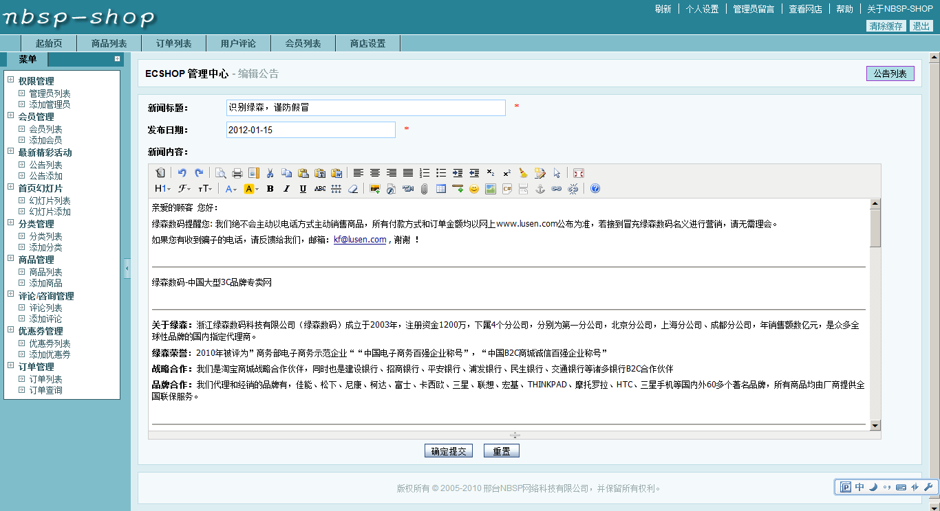 nbsp-shop
刷新 | 个人设置 | 管理员留言 | 查看网店 | 帮助 | 关于NBSP-SHOP
清除缓存 退出
起始页 商品列表 订单列表 用户评论 会员列表 商店设置
菜单
权限管理
管理员列表
添加管理员
会员管理
会员列表
添加会员
最新精彩活动
公告列表
公告添加
首页幻灯片
幻灯片列表
幻灯片添加
分类管理
分类列表
添加分类
商品管理
商品列表
添加商品
评论/咨询管理
评论列表
添加评论
优惠券管理
优惠券列表
添加优惠券
订单管理
订单列表
订单查询
ECSHOP 管理中心 - 编辑公告
公告列表
新闻标题： 识别绿森，谨防假冒 *
发布日期： 2012-01-15 *
新闻内容：
亲爱的顾客 您好：
绿森数码提醒您: 我们绝不会主动以电话方式主动销售商品，所有付款方式和订单金额均以网上www.lusen.com公布为准，若接到冒充绿森数码名义进行营销，请无需理会。
如果您有收到骗子的电话，请反馈给我们，邮箱：kf@lusen.com , 谢谢 ！
绿森数码-中国大型3C品牌专卖网
关于绿森：浙江绿森数码科技有限公司（绿森数码）成立于2003年，注册资金1200万，下属4个分公司，分别为第一分公司，北京分公司，上海分公司、成都分公司，年销售额数亿元，是众多全
球性品牌的国内指定代理商。
绿森荣誉：2010年被评为”商务部电子商务示范企业““中国电子商务百强企业称号”，“中国B2C商城诚信百强企业称号”
战略合作：我们是淘宝商城战略合作伙伴，同时也是建设银行、招商银行、平安银行、浦发银行、民生银行、交通银行等诸多银行B2C合作伙伴
品牌合作：我们代理和经销的品牌有，佳能、松下、尼康、柯达、富士、卡西欧、三星、联想、宏基、THINKPAD、摩托罗拉、HTC、三星手机等国内外60多个著名品牌，所有商品均由厂商提供全
国联保服务。
确定提交 重置
版权所有 © 2005-2010 邢台NBSP网络科技有限公司，并保留所有权利。
中